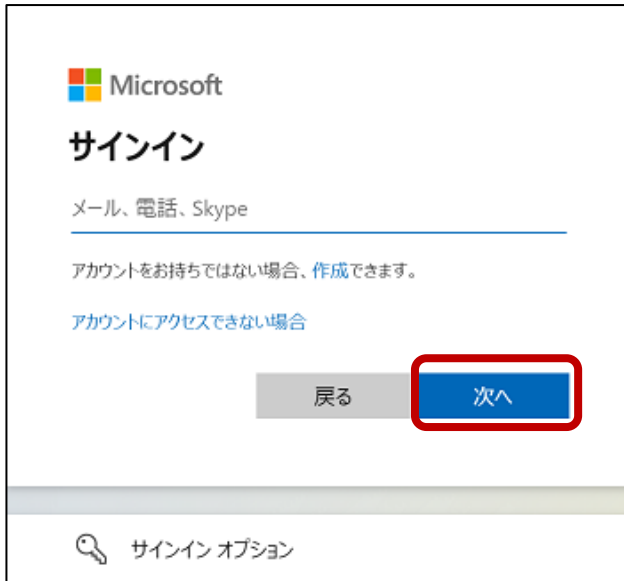 Microsoft
サインイン
メール、電話、Skype
アカウントをお持ちではない場合、作成できます。
アカウントにアクセスできない場合
戻る 次へ
サインイン オプション